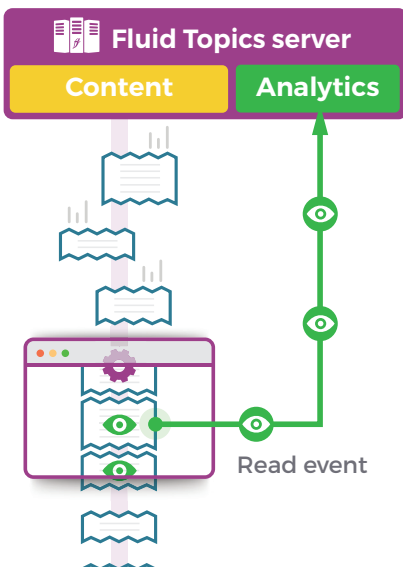 Fluid Topics server
Content
Analytics
Read event